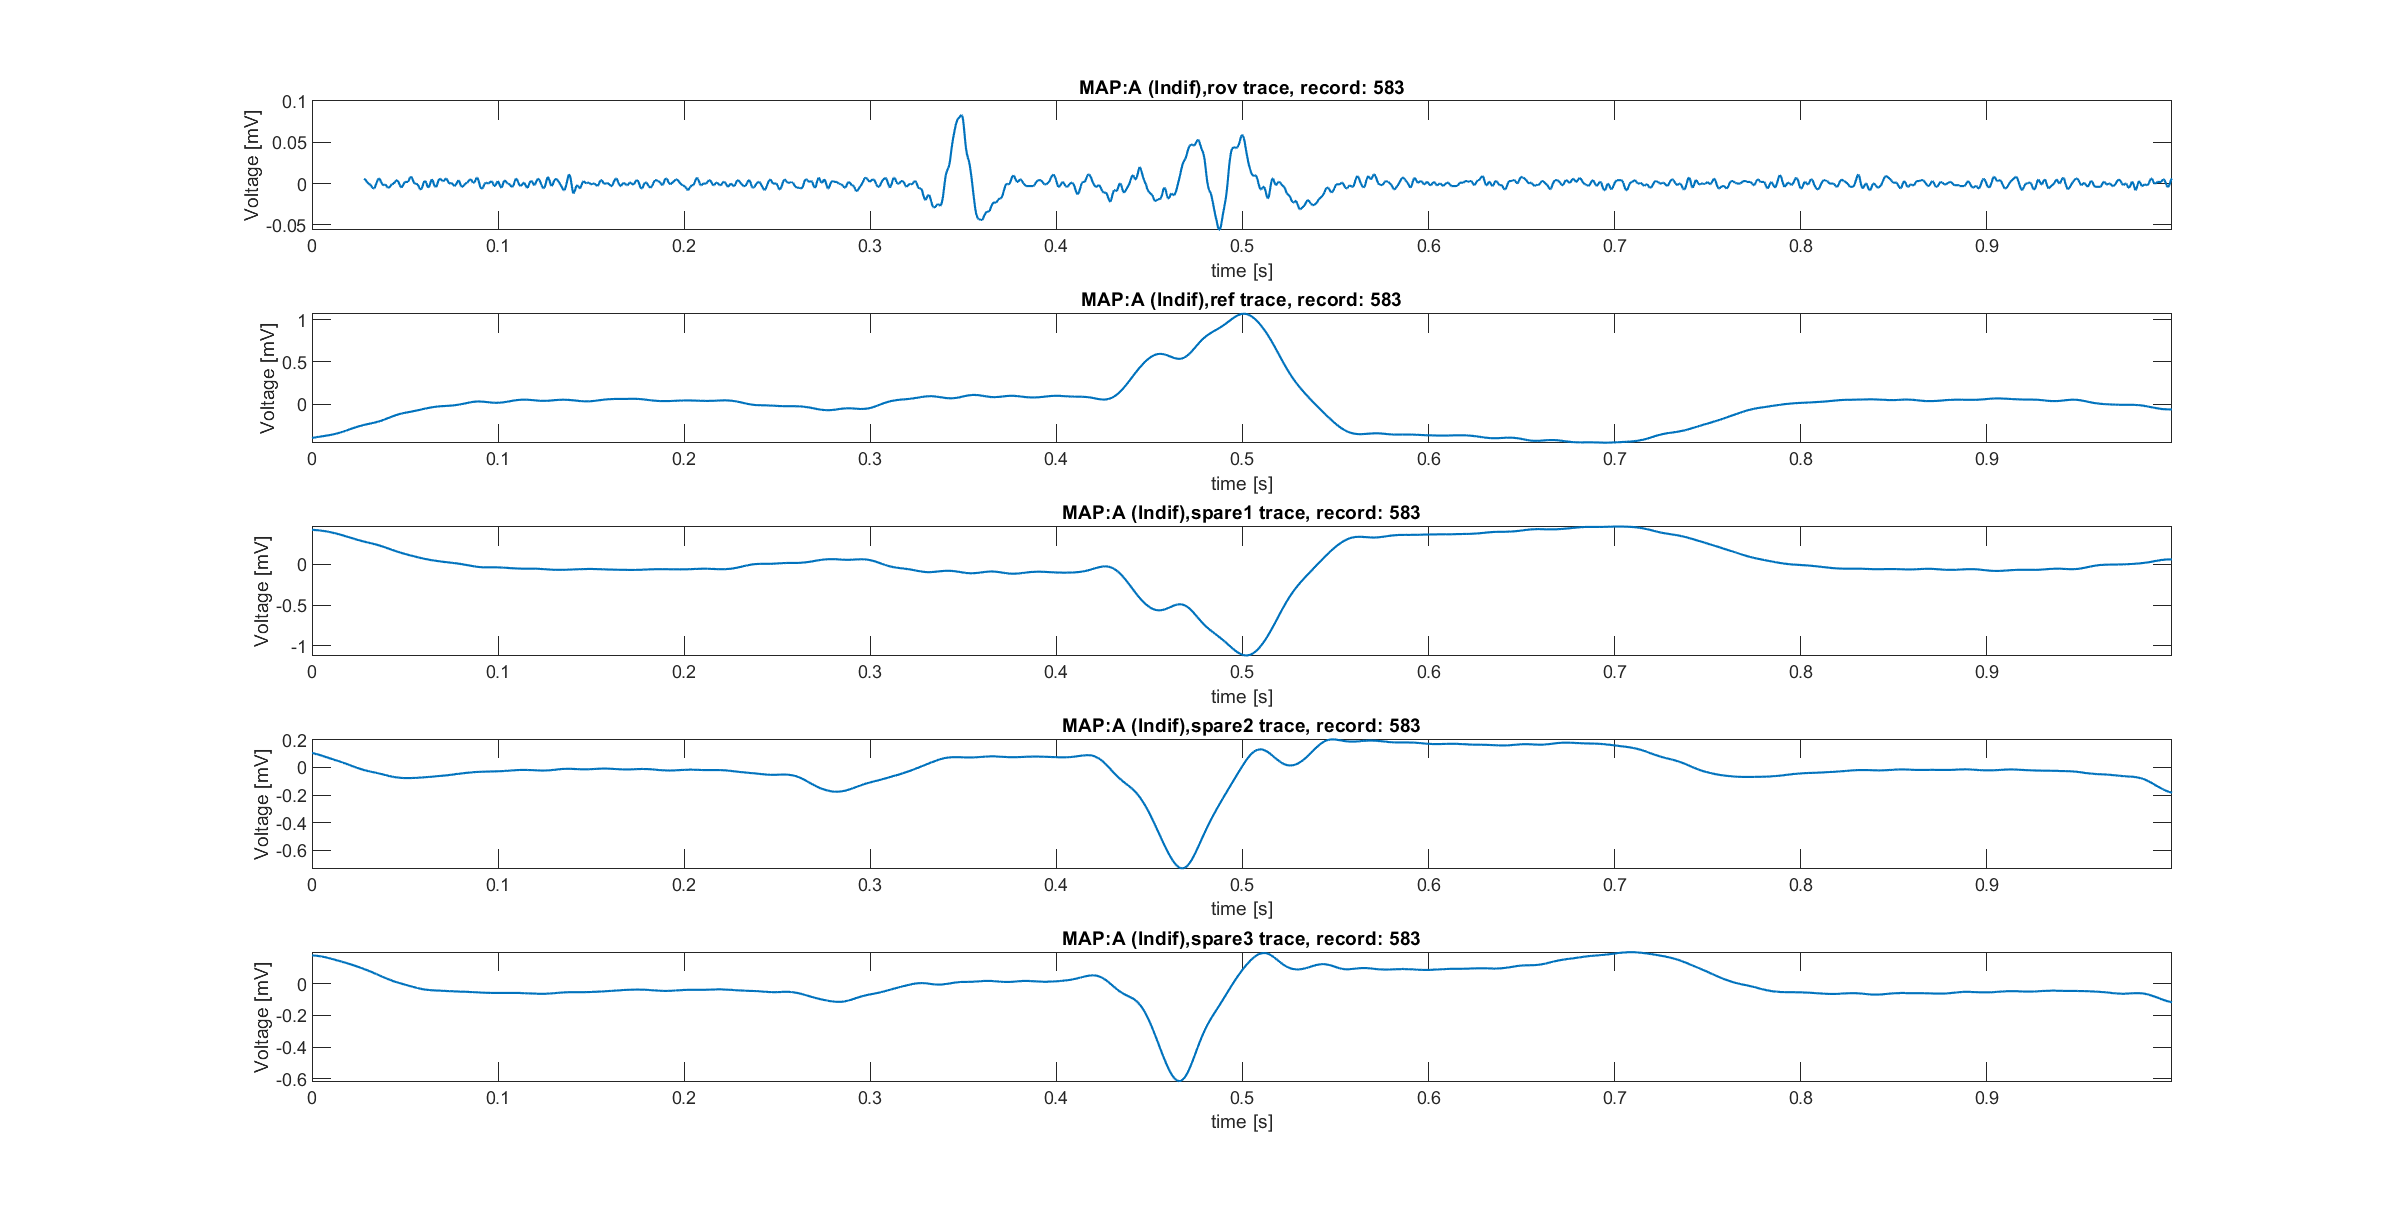 MAP:A (Indif),rov trace, record: 583
Voltage [mV]
0.1
0.05
0
-0.05
0 0.1 0.2 0.3 0.4 0.5 0.6 0.7 0.8 0.9
time [s]
MAP:A (Indif),ref trace, record: 583
Voltage [mV]
1
0.5
0
0 0.1 0.2 0.3 0.4 0.5 0.6 0.7 0.8 0.9
time [s]
MAP:A (Indif),spare1 trace, record: 583
Voltage [mV]
0
-0.5
-1
0 0.1 0.2 0.3 0.4 0.5 0.6 0.7 0.8 0.9
time [s]
MAP:A (Indif),spare2 trace, record: 583
Voltage [mV]
0.2
0
-0.2
-0.4
-0.6
0 0.1 0.2 0.3 0.4 0.5 0.6 0.7 0.8 0.9
time [s]
MAP:A (Indif),spare3 trace, record: 583
Voltage [mV]
0
-0.2
-0.4
-0.6
0 0.1 0.2 0.3 0.4 0.5 0.6 0.7 0.8 0.9
time [s]